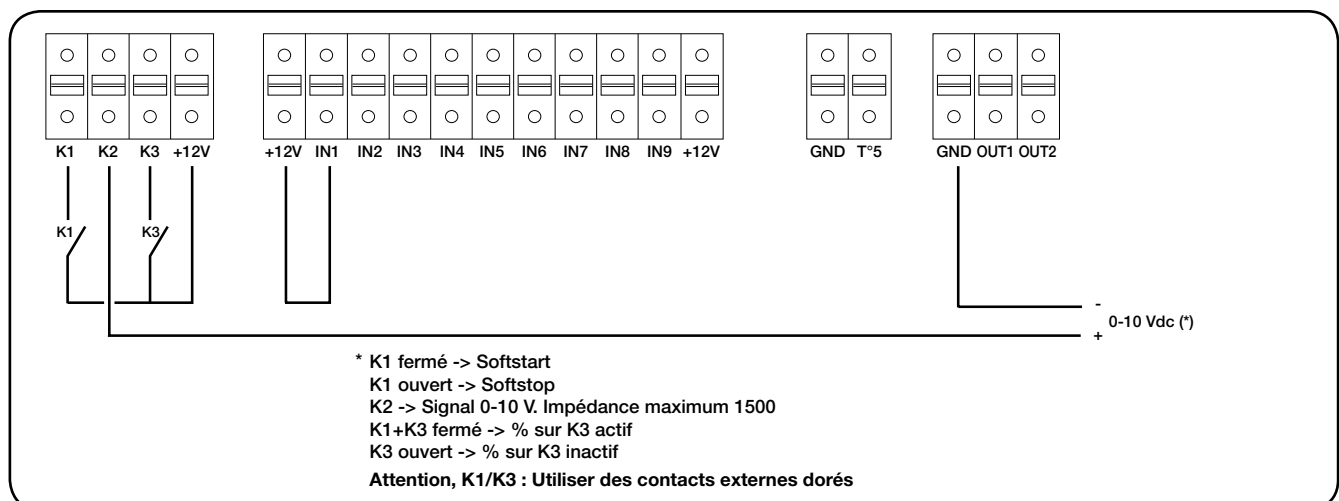 K1 K2 K3 +12V +12V IN1 IN2 IN3 IN4 IN5 IN6 IN7 IN8 IN9 +12V GND T°5 GND OUT1 OUT2
K1 K3
-
0-10 Vdc (*)
+
* K1 fermé -> Softstart
K1 ouvert -> Softstop
K2 -> Signal 0-10 V. Impédance maximum 1500
K1+K3 fermé -> % sur K3 actif
K3 ouvert -> % sur K3 inactif
Attention, K1/K3 : Utiliser des contacts externes dorés